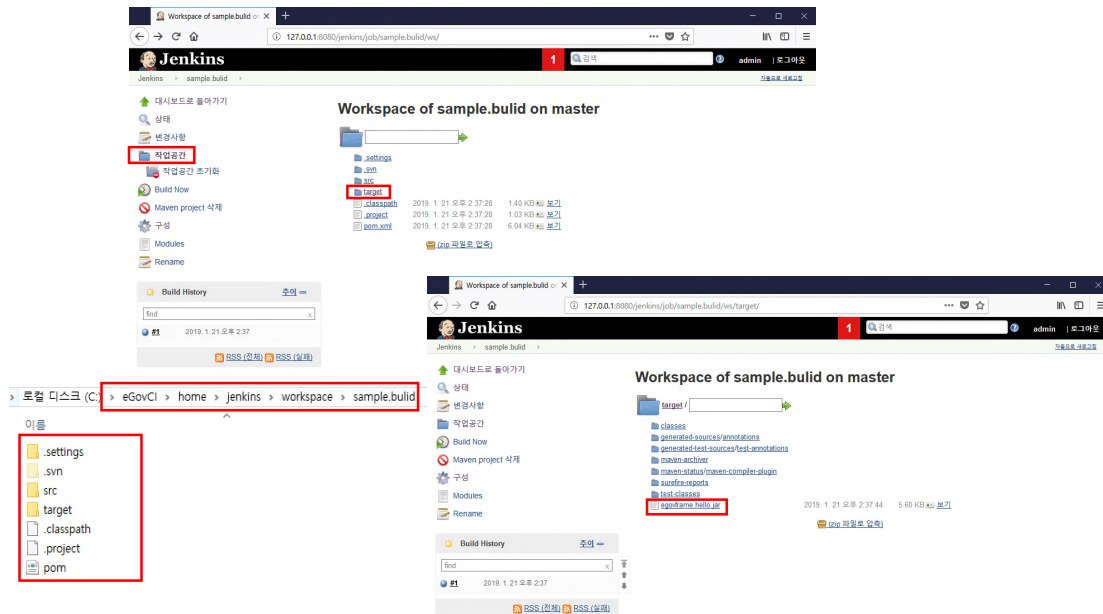 Workspace of sample.bulid on
127.0.0.1:8080/jenkins/job/sample.bulid/ws/
Jenkins
1
검색
admin
| 로그아웃
Jenkins
sample.bulid
자동으로 새로고침
대시보드로 돌아가기
상태
변경사항
작업공간
작업공간 초기화
Build Now
Maven project 삭제
구성
Modules
Rename
Workspace of sample.bulid on master
.settings
.svn
src
target
.classpath 2019. 1. 21 오후 2:37:28 1.40 KB 보기
.project 2019. 1. 21 오후 2:37:28 1.03 KB 보기
pom.xml 2019. 1. 21 오후 2:37:28 6.04 KB 보기
(zip 파일로 압축)
Build History 추이
find x
#1 2019. 1. 21 오후 2:37
RSS (전체) RSS (실패)
> 로컬 디스크 (C:) > eGovCI > home > jenkins > workspace > sample.bulid
이름
.settings
.svn
src
target
.classpath
.project
pom
Workspace of sample.bulid on
127.0.0.1:8080/jenkins/job/sample.bulid/ws/target/
Jenkins
1
검색
admin
| 로그아웃
Jenkins
sample.bulid
자동으로 새로고침
대시보드로 돌아가기
상태
변경사항
작업공간
Build Now
Maven project 삭제
구성
Modules
Rename
Workspace of sample.bulid on master
target /
classes
generated-sources/annotations
generated-test-sources/test-annotations
maven-archiver
maven-status/maven-compiler-plugin
surefire-reports
test-classes
egovframe.hello.jar 2019. 1. 21 오후 2:37:44 5.60 KB 보기
(zip 파일로 압축)
Build History 추이
find x
#1 2019. 1. 21 오후 2:37
RSS (전체) RSS (실패)